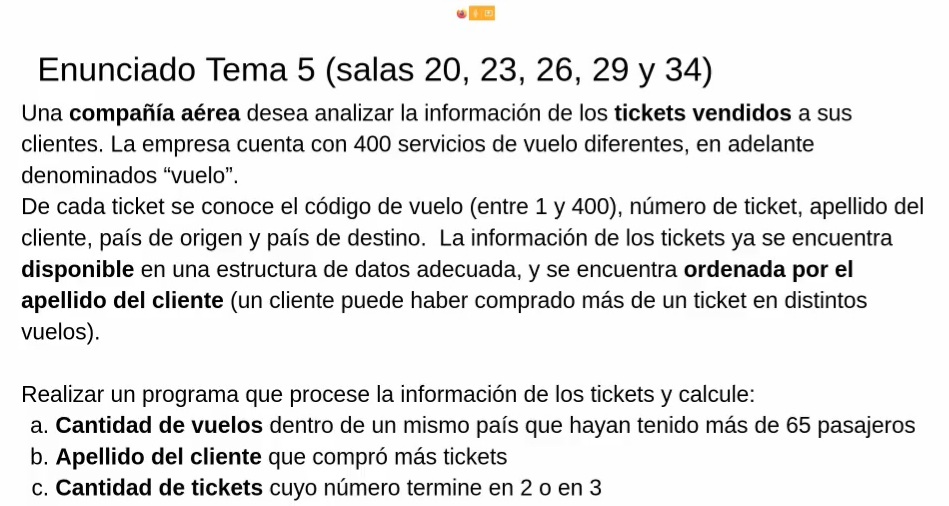 Enunciado Tema 5 (salas 20, 23, 26, 29 y 34)
Una compañía aérea desea analizar la información de los tickets vendidos a sus
clientes. La empresa cuenta con 400 servicios de vuelo diferentes, en adelante
denominados “vuelo”.
De cada ticket se conoce el código de vuelo (entre 1 y 400), número de ticket, apellido del
cliente, país de origen y país de destino. La información de los tickets ya se encuentra
disponible en una estructura de datos adecuada, y se encuentra ordenada por el
apellido del cliente (un cliente puede haber comprado más de un ticket en distintos
vuelos).
Realizar un programa que procese la información de los tickets y calcule:
a. Cantidad de vuelos dentro de un mismo país que hayan tenido más de 65 pasajeros
b. Apellido del cliente que compró más tickets
c. Cantidad de tickets cuyo número termine en 2 o en 3